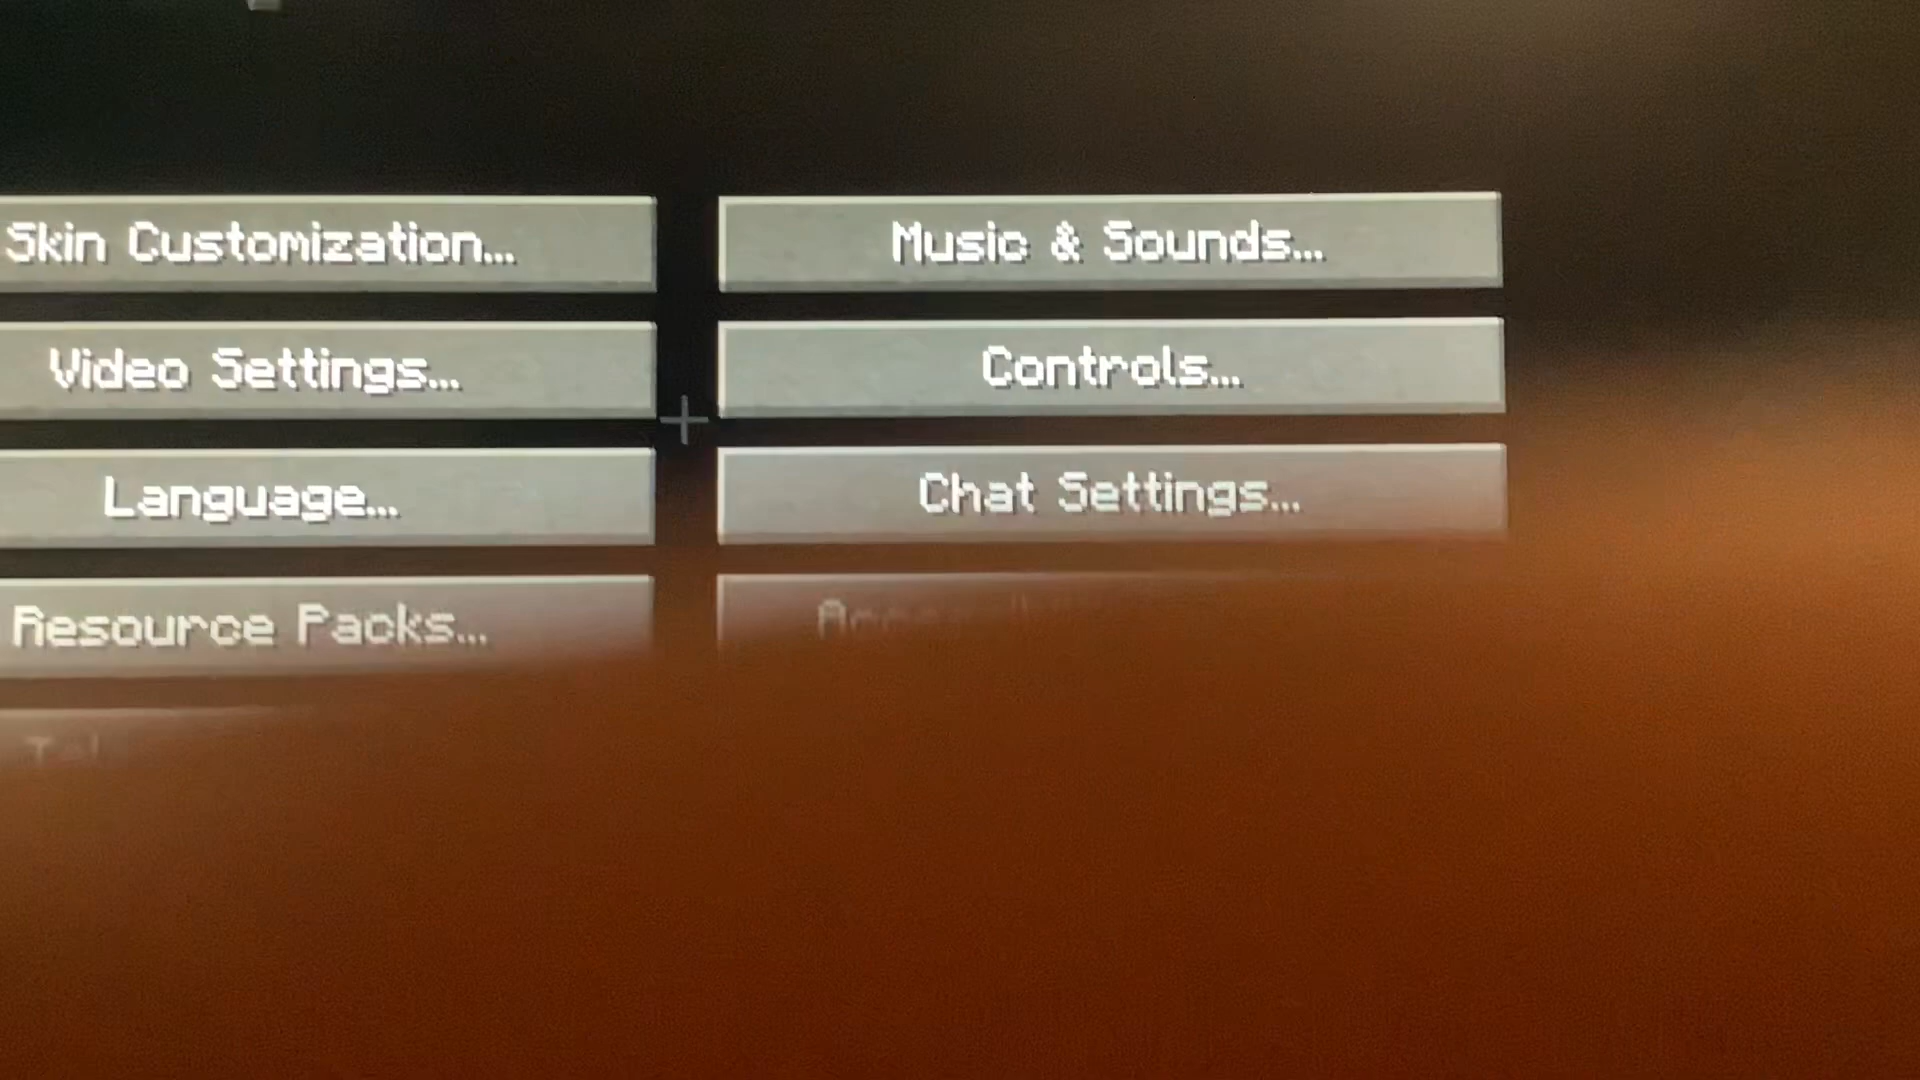 Skin Customization...
Music & Sounds...
Video Settings...
Controls...
Language...
Chat Settings...
Resource Packs...